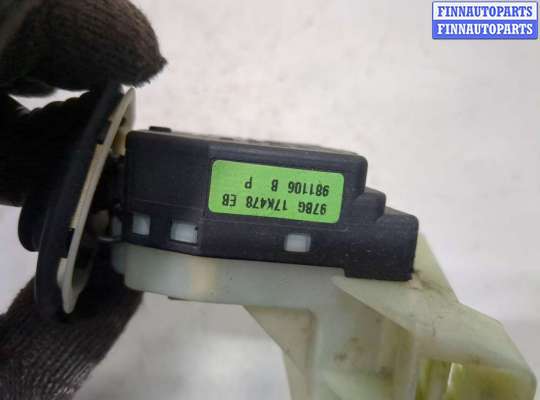 FINNAUTOPARTS
FINNAUTOPARTS
97BG 17K478 EB
981106 B P